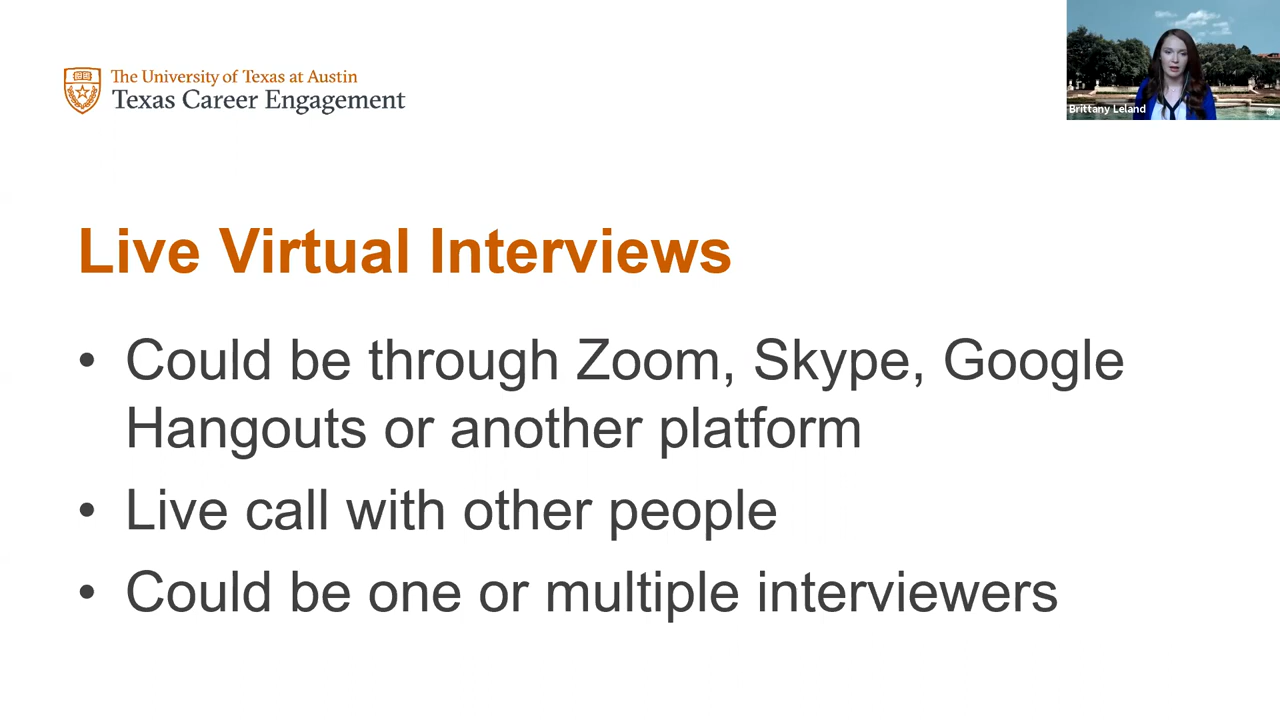 The University of Texas at Austin
Texas Career Engagement
Brittany Leland
Live Virtual Interviews
• Could be through Zoom, Skype, Google
Hangouts or another platform
• Live call with other people
• Could be one or multiple interviewers